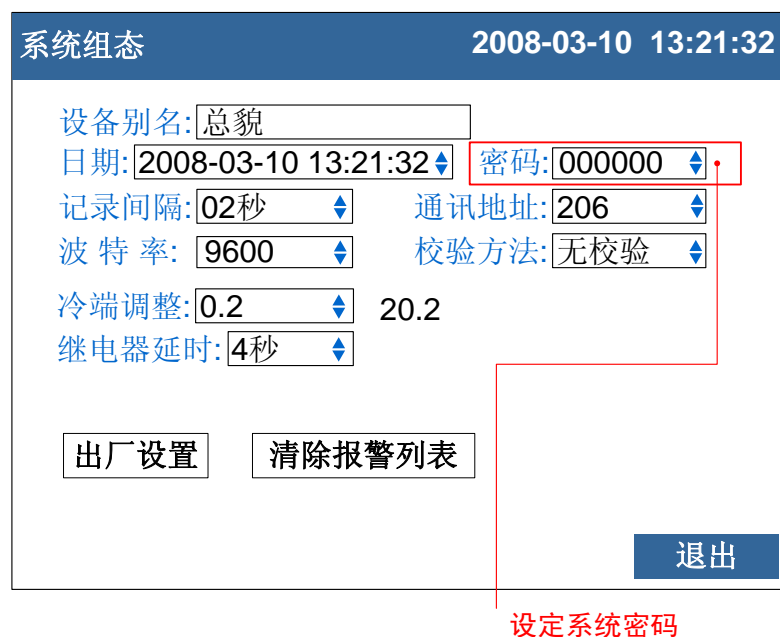 系统组态 2008-03-10 13:21:32
设备别名: 总貌
日期: 2008-03-10 13:21:32 密码: 000000
记录间隔: 02秒 通讯地址: 206
波 特 率: 9600 校验方法: 无校验
冷端调整: 0.2 20.2
继电器延时: 4秒
出厂设置 清除报警列表
退出
设定系统密码